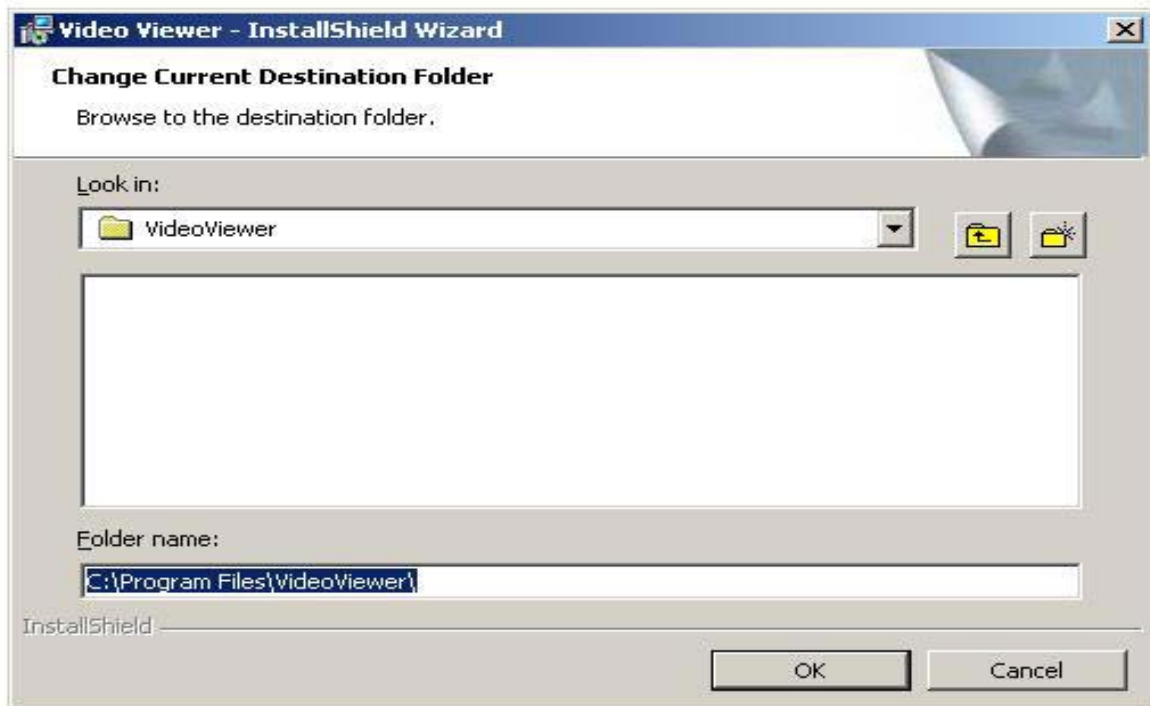 Video Viewer - InstallShield Wizard
Change Current Destination Folder
Browse to the destination folder.
Look in:
VideoViewer
Folder name:
C:\Program Files\VideoViewer\
InstallShield
OK Cancel